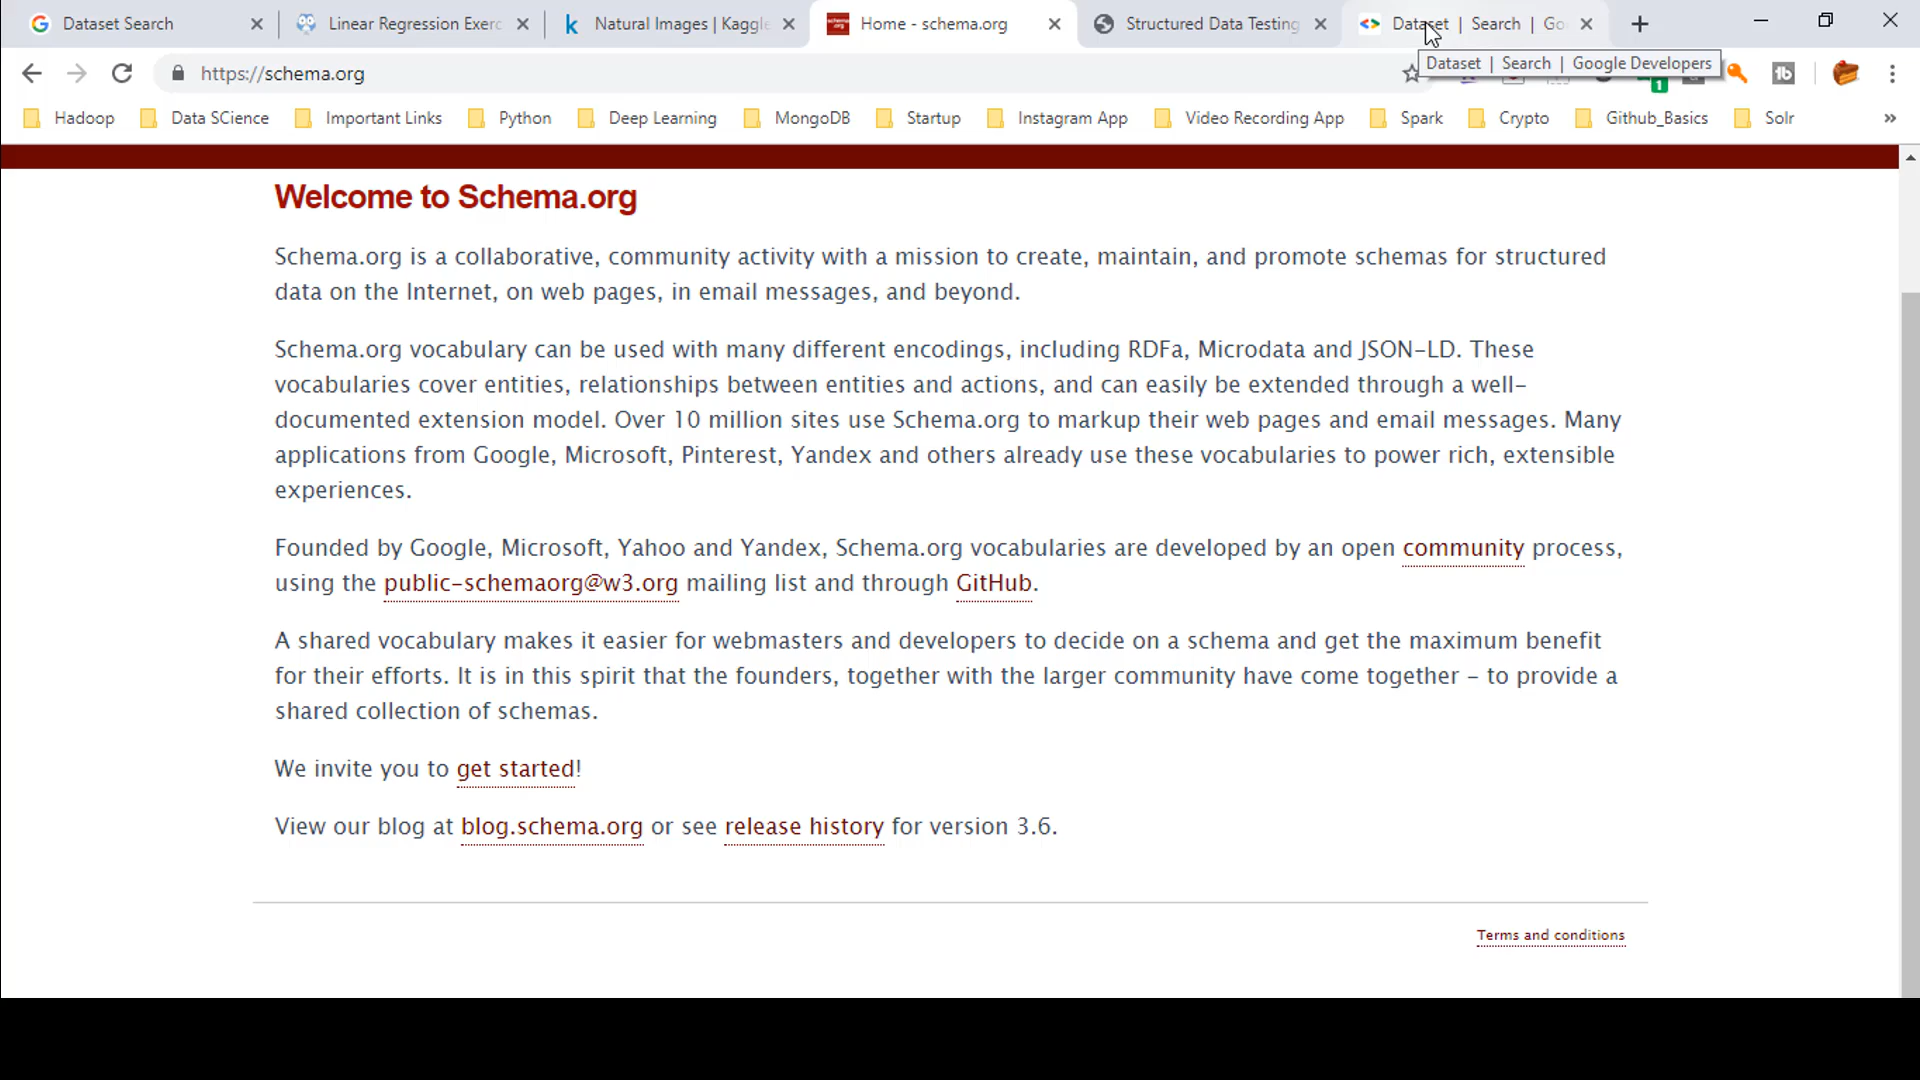 Dataset Search
Linear Regression Exerc
Natural Images | Kaggle
Home - schema.org
Structured Data Testing
Dataset | Search | Go
https://schema.org
Dataset | Search | Google Developers
1
Hadoop
Data SCience
Important Links
Python
Deep Learning
MongoDB
Startup
Instagram App
Video Recording App
Spark
Crypto
Github_Basics
Solr
»
Welcome to Schema.org
Schema.org is a collaborative, community activity with a mission to create, maintain, and promote schemas for structured
data on the Internet, on web pages, in email messages, and beyond.
Schema.org vocabulary can be used with many different encodings, including RDFa, Microdata and JSON-LD. These
vocabularies cover entities, relationships between entities and actions, and can easily be extended through a well-
documented extension model. Over 10 million sites use Schema.org to markup their web pages and email messages. Many
applications from Google, Microsoft, Pinterest, Yandex and others already use these vocabularies to power rich, extensible
experiences.
Founded by Google, Microsoft, Yahoo and Yandex, Schema.org vocabularies are developed by an open community process,
using the public-schemaorg@w3.org mailing list and through GitHub.
A shared vocabulary makes it easier for webmasters and developers to decide on a schema and get the maximum benefit
for their efforts. It is in this spirit that the founders, together with the larger community have come together - to provide a
shared collection of schemas.
We invite you to get started!
View our blog at blog.schema.org or see release history for version 3.6.
Terms and conditions